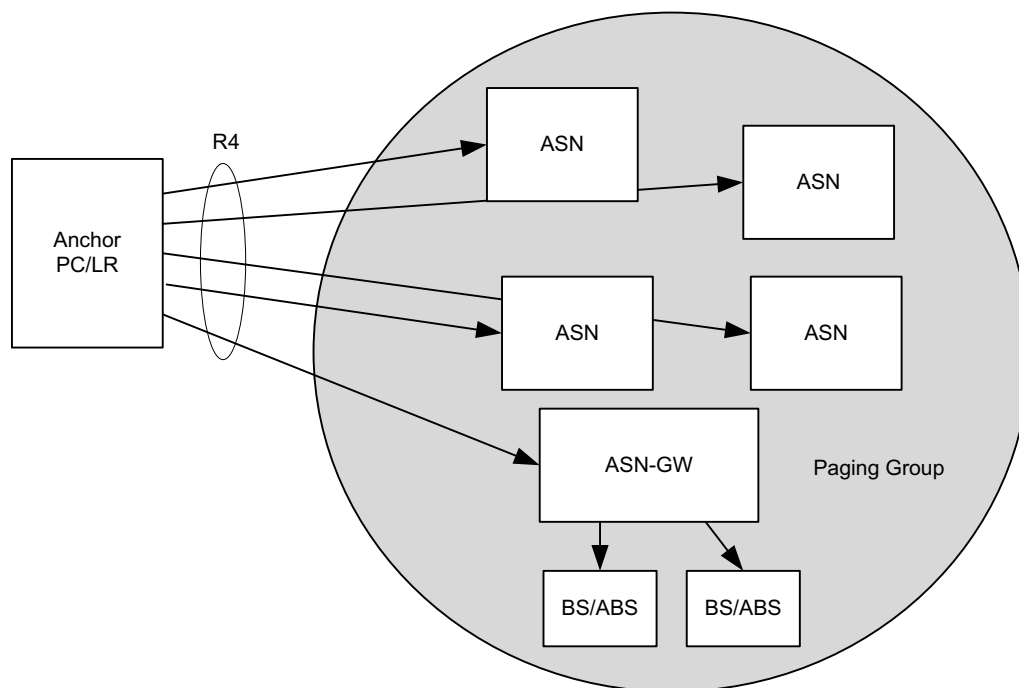 R4
ASN
ASN
Anchor
PC/LR
ASN
ASN
ASN-GW
Paging Group
BS/ABS
BS/ABS